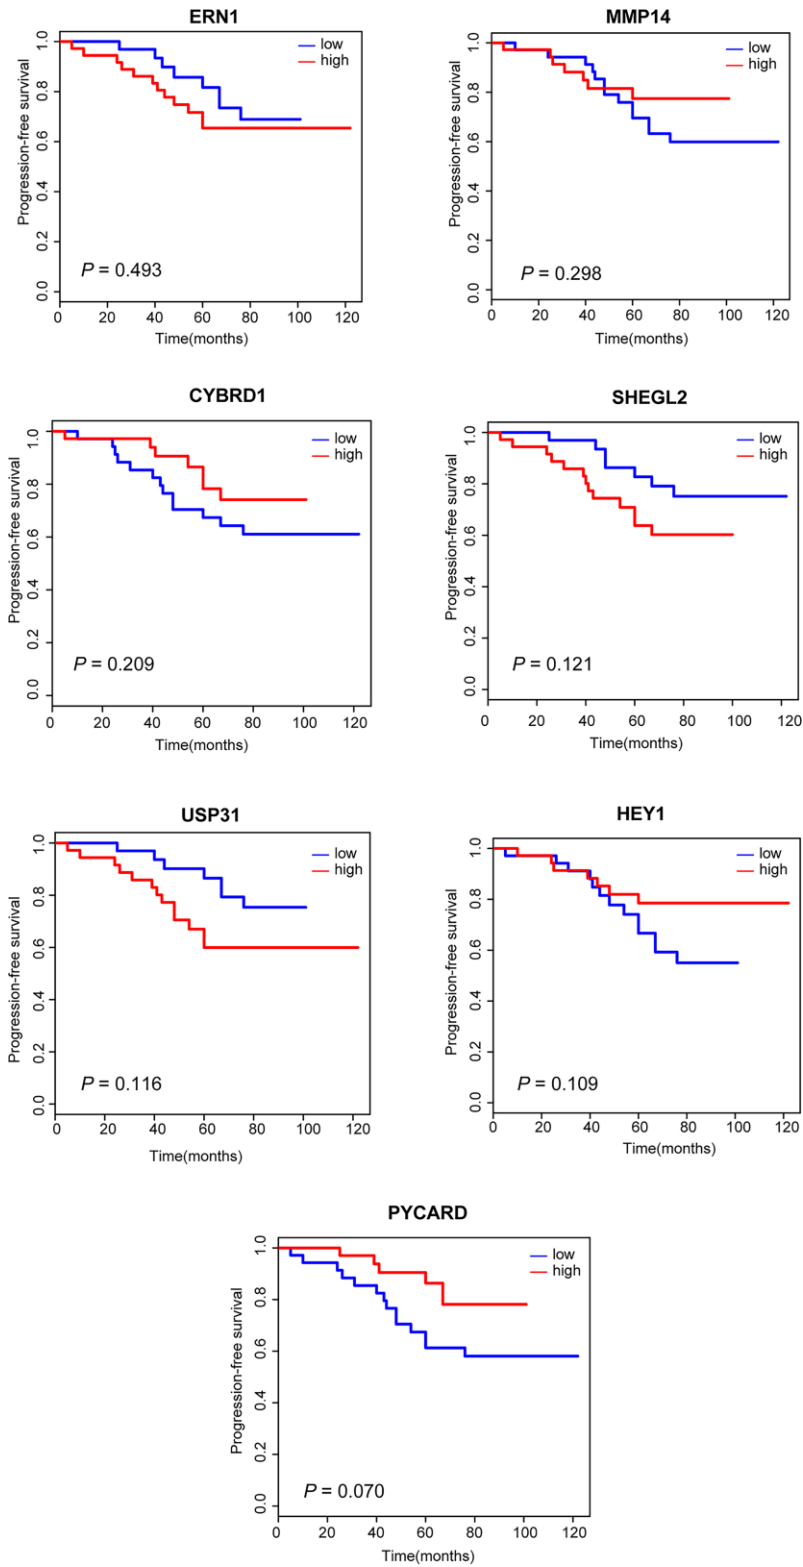 ERN1
low
high
Progression-free survival
1.0
0.8
0.6
0.4
0.2
0.0
P = 0.493
0 20 40 60 80 100 120
Time(months)
MMP14
low
high
Progression-free survival
1.0
0.8
0.6
0.4
0.2
0.0
P = 0.298
0 20 40 60 80 100 120
Time(months)
CYBRD1
low
high
Progression-free survival
1.0
0.8
0.6
0.4
0.2
0.0
P = 0.209
0 20 40 60 80 100 120
Time(months)
SHEGL2
low
high
Progression-free survival
1.0
0.8
0.6
0.4
0.2
0.0
P = 0.121
0 20 40 60 80 100 120
Time(months)
USP31
low
high
Progression-free survival
1.0
0.8
0.6
0.4
0.2
0.0
P = 0.116
0 20 40 60 80 100 120
Time(months)
HEY1
low
high
Progression-free survival
1.0
0.8
0.6
0.4
0.2
0.0
P = 0.109
0 20 40 60 80 100 120
Time(months)
PYCARD
low
high
Progression-free survival
1.0
0.8
0.6
0.4
0.2
0.0
P = 0.070
0 20 40 60 80 100 120
Time(months)